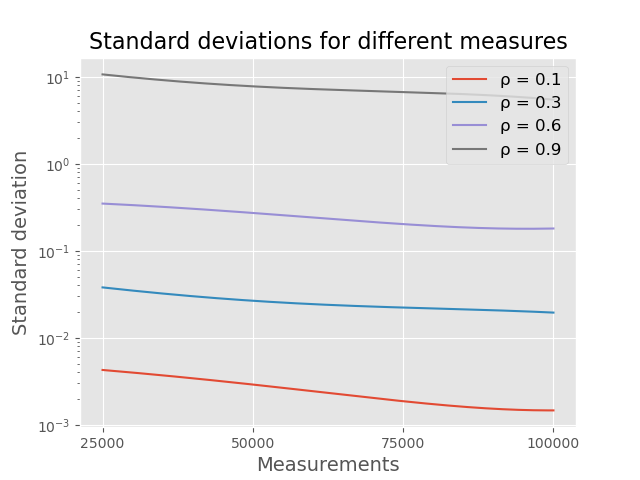 Standard deviations for different measures
Standard deviation
10¹
10⁰
10⁻¹
10⁻²
10⁻³
ρ = 0.1
ρ = 0.3
ρ = 0.6
ρ = 0.9
25000 50000 75000 100000
Measurements